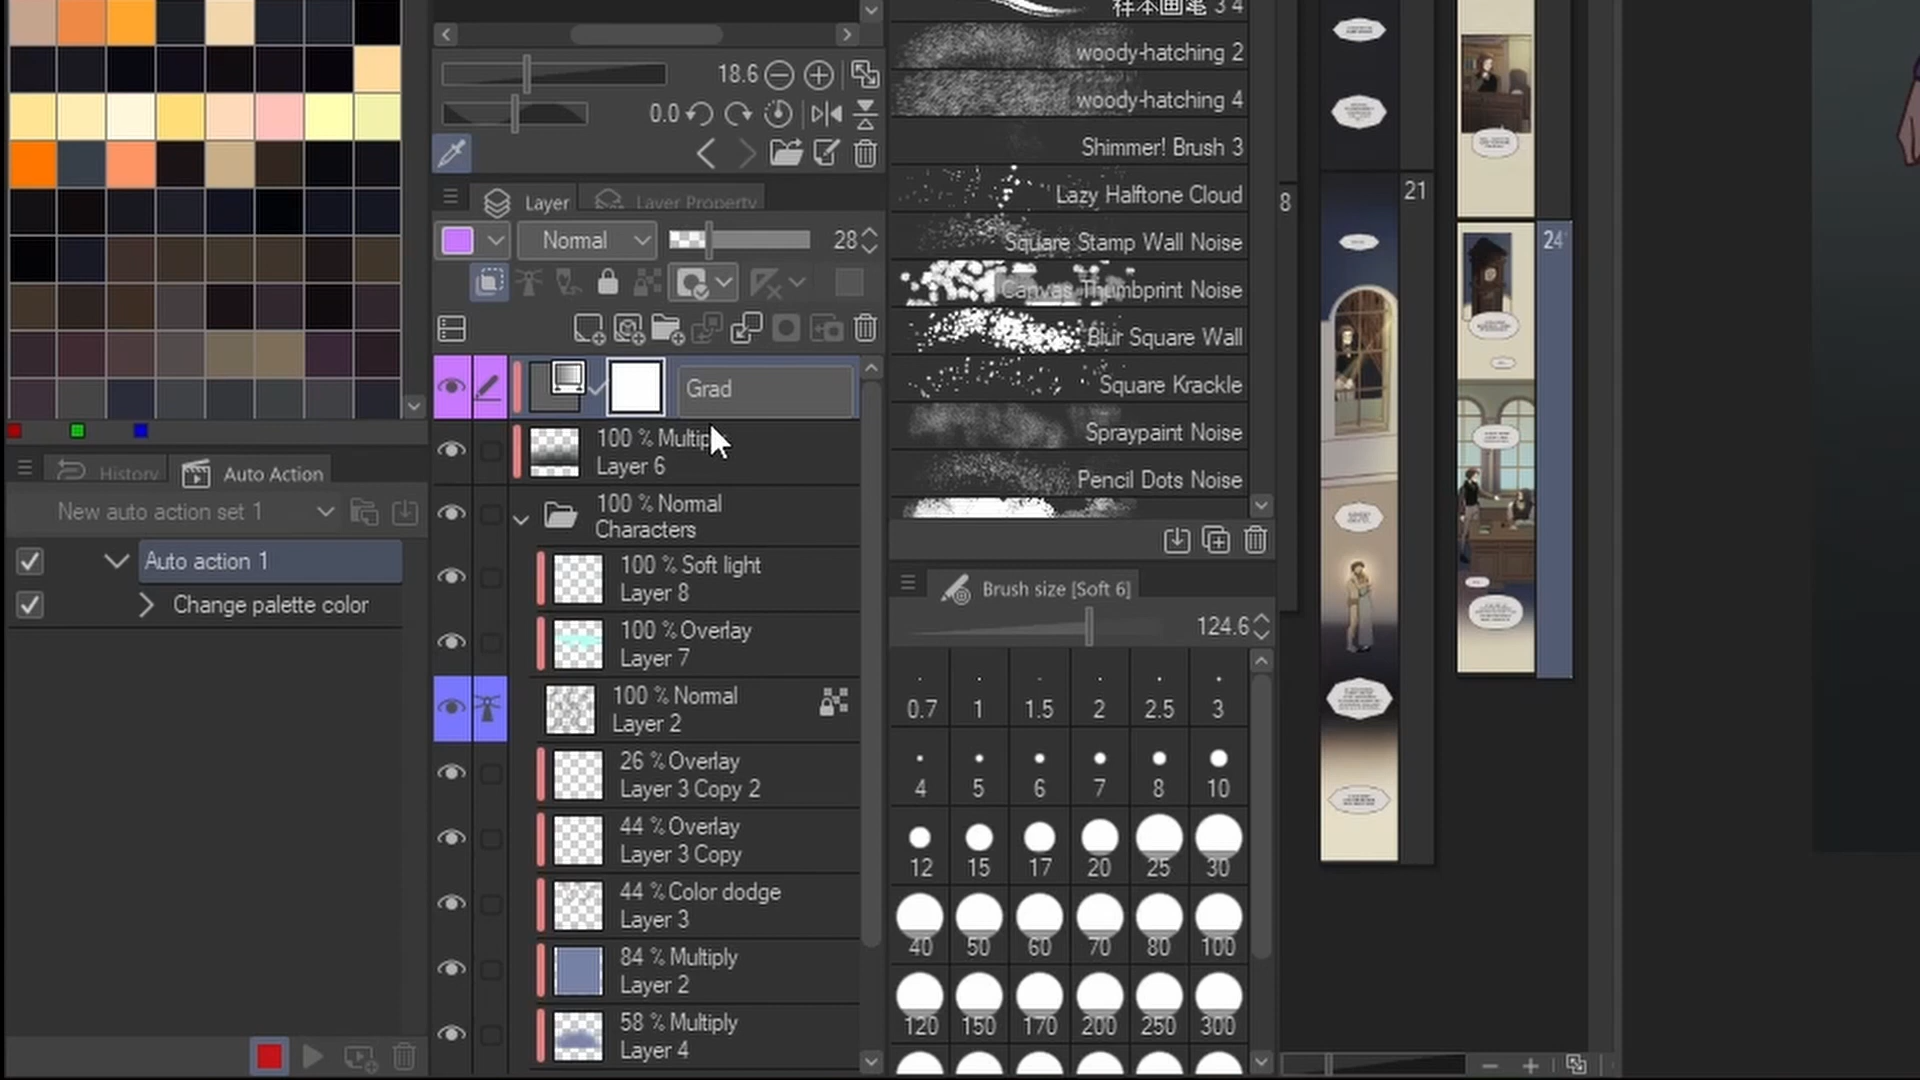 样本画笔 3 4
woody-hatching 2
woody-hatching 4
Shimmer! Brush 3
Lazy Halftone Cloud
Square Stamp Wall Noise
Canvas Thumbprint Noise
Blur Square Wall
Square Krackle
Spraypaint Noise
Pencil Dots Noise
18.6
0.0
Layer
Layer Property
Normal
28
Grad
100 % Multip
Layer 6
100 % Normal
Characters
100 % Soft light
Layer 8
100 % Overlay
Layer 7
100 % Normal
Layer 2
26 % Overlay
Layer 3 Copy 2
44 % Overlay
Layer 3 Copy
44 % Color dodge
Layer 3
84 % Multiply
Layer 2
58 % Multiply
Layer 4
History
Auto Action
New auto action set 1
Auto action 1
Change palette color
Brush size [Soft 6]
124.6
0.7 1 1.5 2 2.5 3
4 5 6 7 8 10
12 15 17 20 25 30
40 50 60 70 80 100
120 150 170 200 250 300
8
21
24